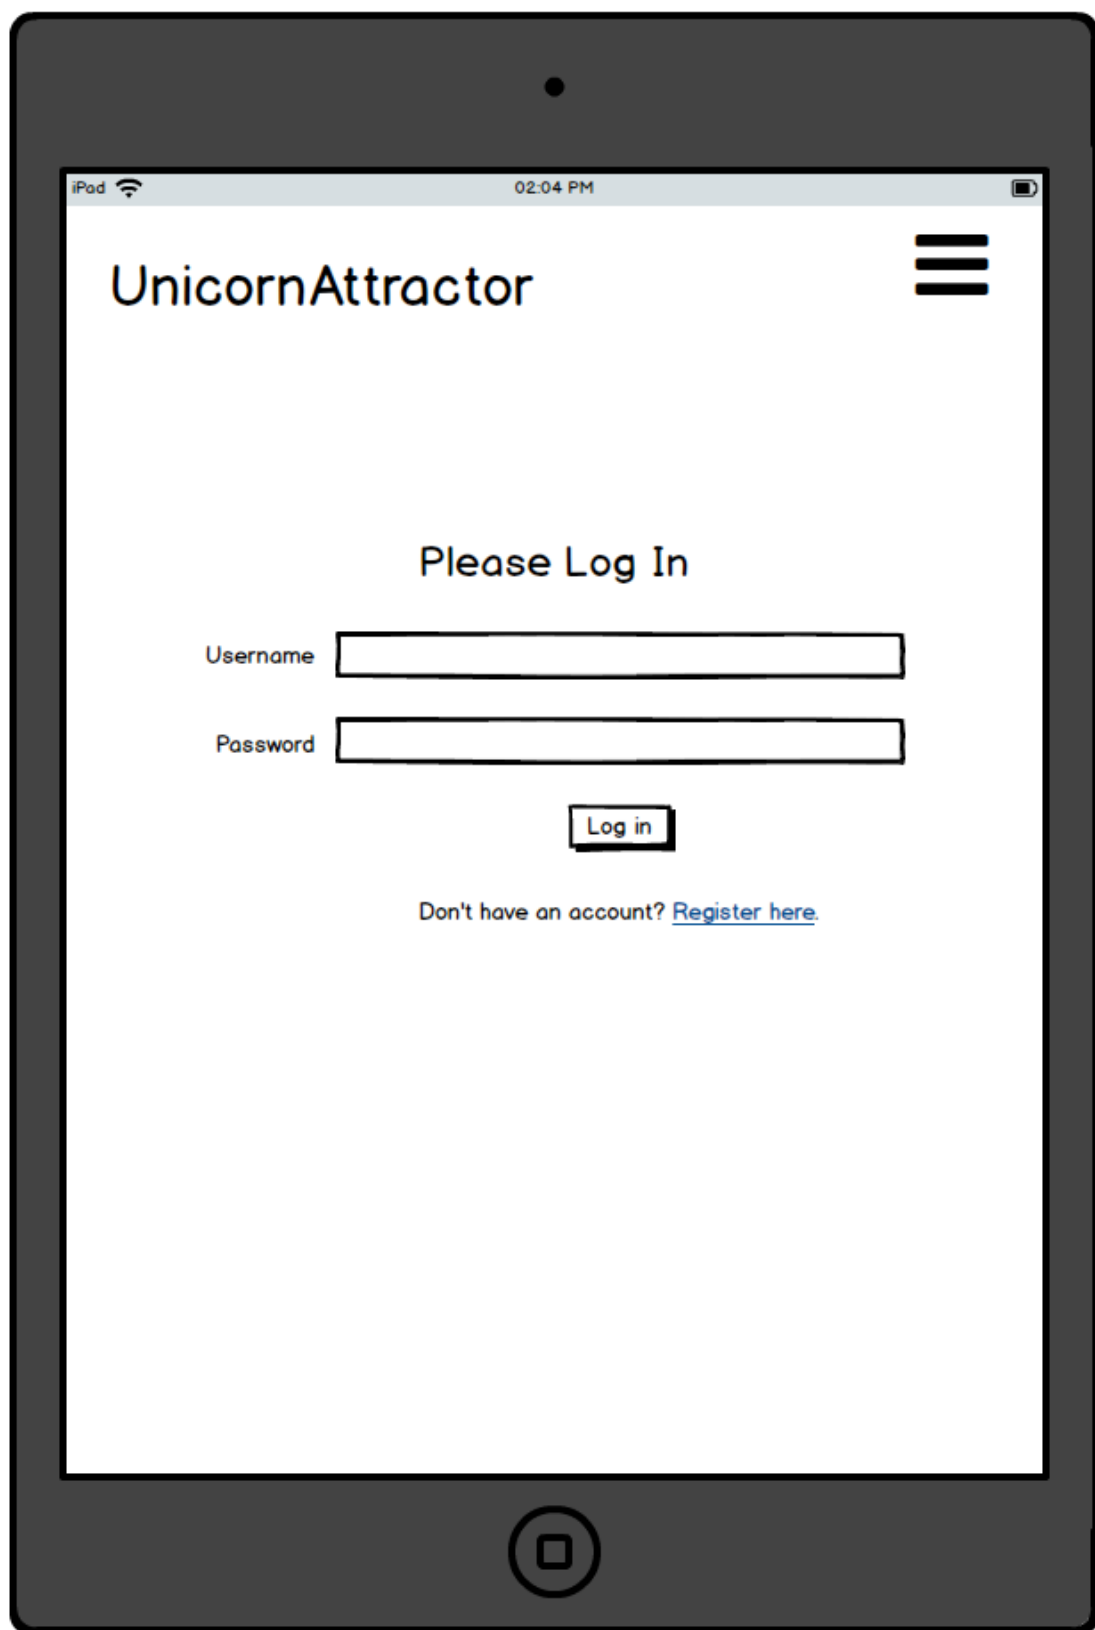 iPad 02:04 PM
UnicornAttractor
Please Log In
Username
Password
Log in
Don't have an account? Register here.